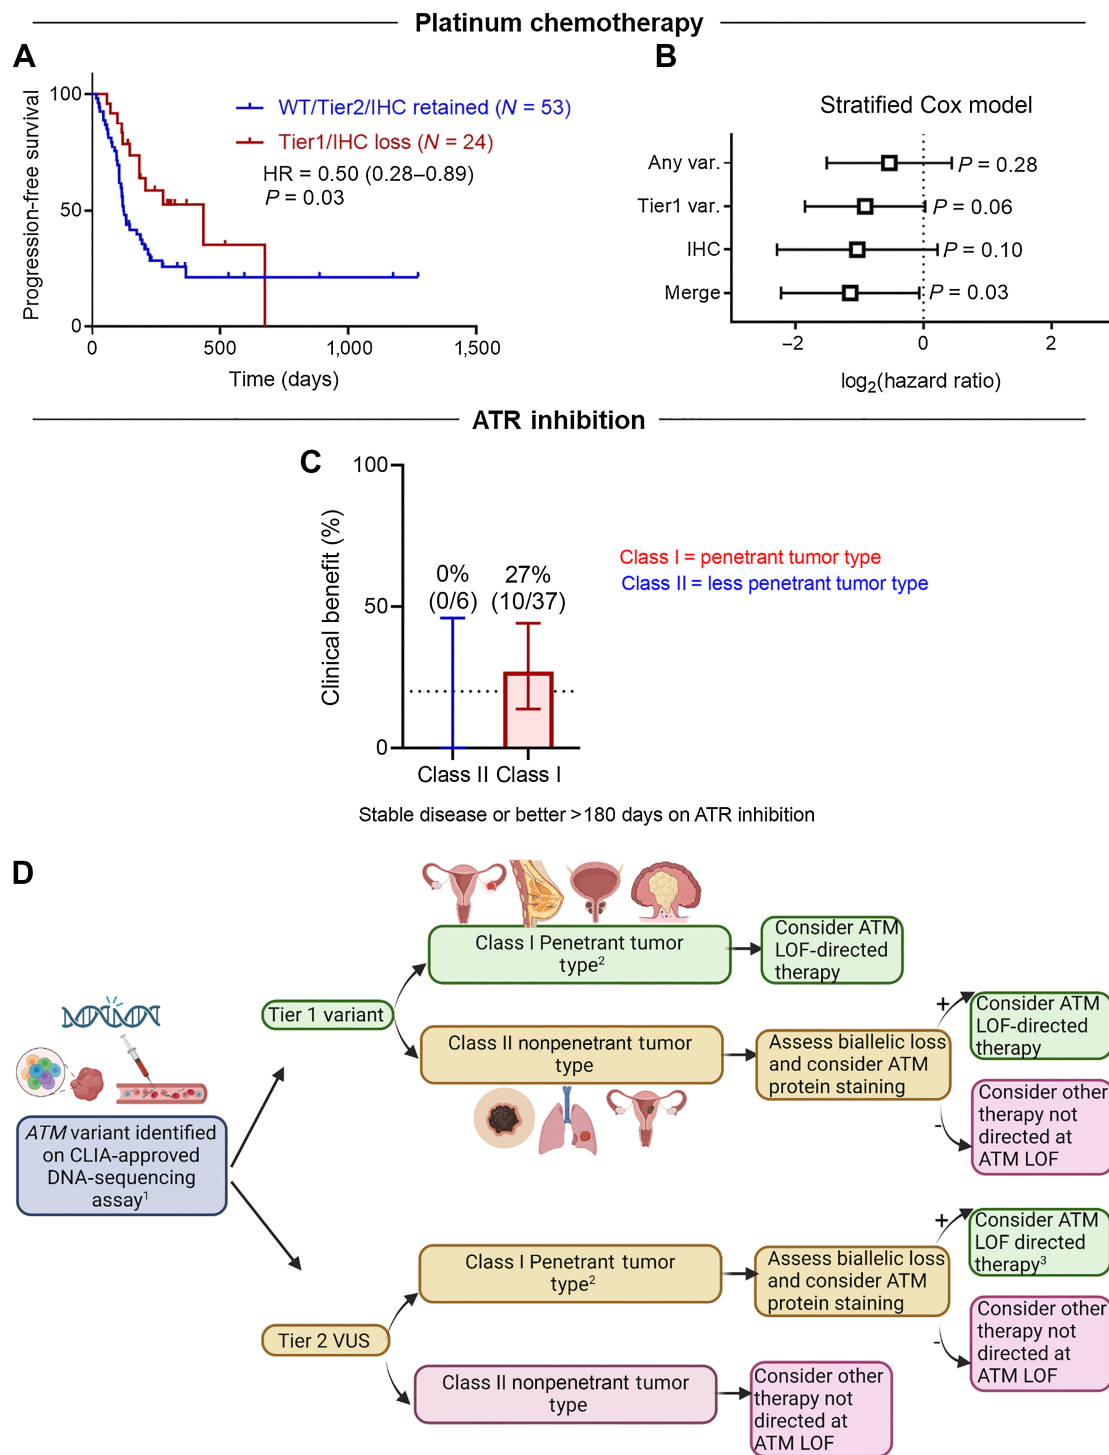 Platinum chemotherapy
A
Progression-free survival
100
50
0
0
500
1,000
1,500
Time (days)
WT/Tier2/IHC retained (N = 53)
Tier1/IHC loss (N = 24)
HR = 0.50 (0.28–0.89)
P = 0.03
B
Stratified Cox model
Any var.
P = 0.28
Tier1 var.
P = 0.06
IHC
P = 0.10
Merge
P = 0.03
−2
0
2
log2(hazard ratio)
ATR inhibition
C
Clinical benefit (%)
100
50
0
0%
(0/6)
27%
(10/37)
Class II
Class I
Class I = penetrant tumor type
Class II = less penetrant tumor type
Stable disease or better >180 days on ATR inhibition
D
ATM variant identified
on CLIA-approved
DNA-sequencing
assay1
Tier 1 variant
Class I Penetrant tumor
type2
Consider ATM
LOF-directed
therapy
Class II nonpenetrant tumor
type
Assess biallelic loss
and consider ATM
protein staining
+
Consider ATM
LOF-directed
therapy
-
Consider other
therapy not
directed at
ATM LOF
Tier 2 VUS
Class I Penetrant tumor
type2
Assess biallelic loss
and consider ATM
protein staining
+
Consider ATM
LOF directed
therapy3
-
Consider other
therapy not
directed at
ATM LOF
Class II nonpenetrant tumor
type
Consider other
therapy not
directed at
ATM LOF